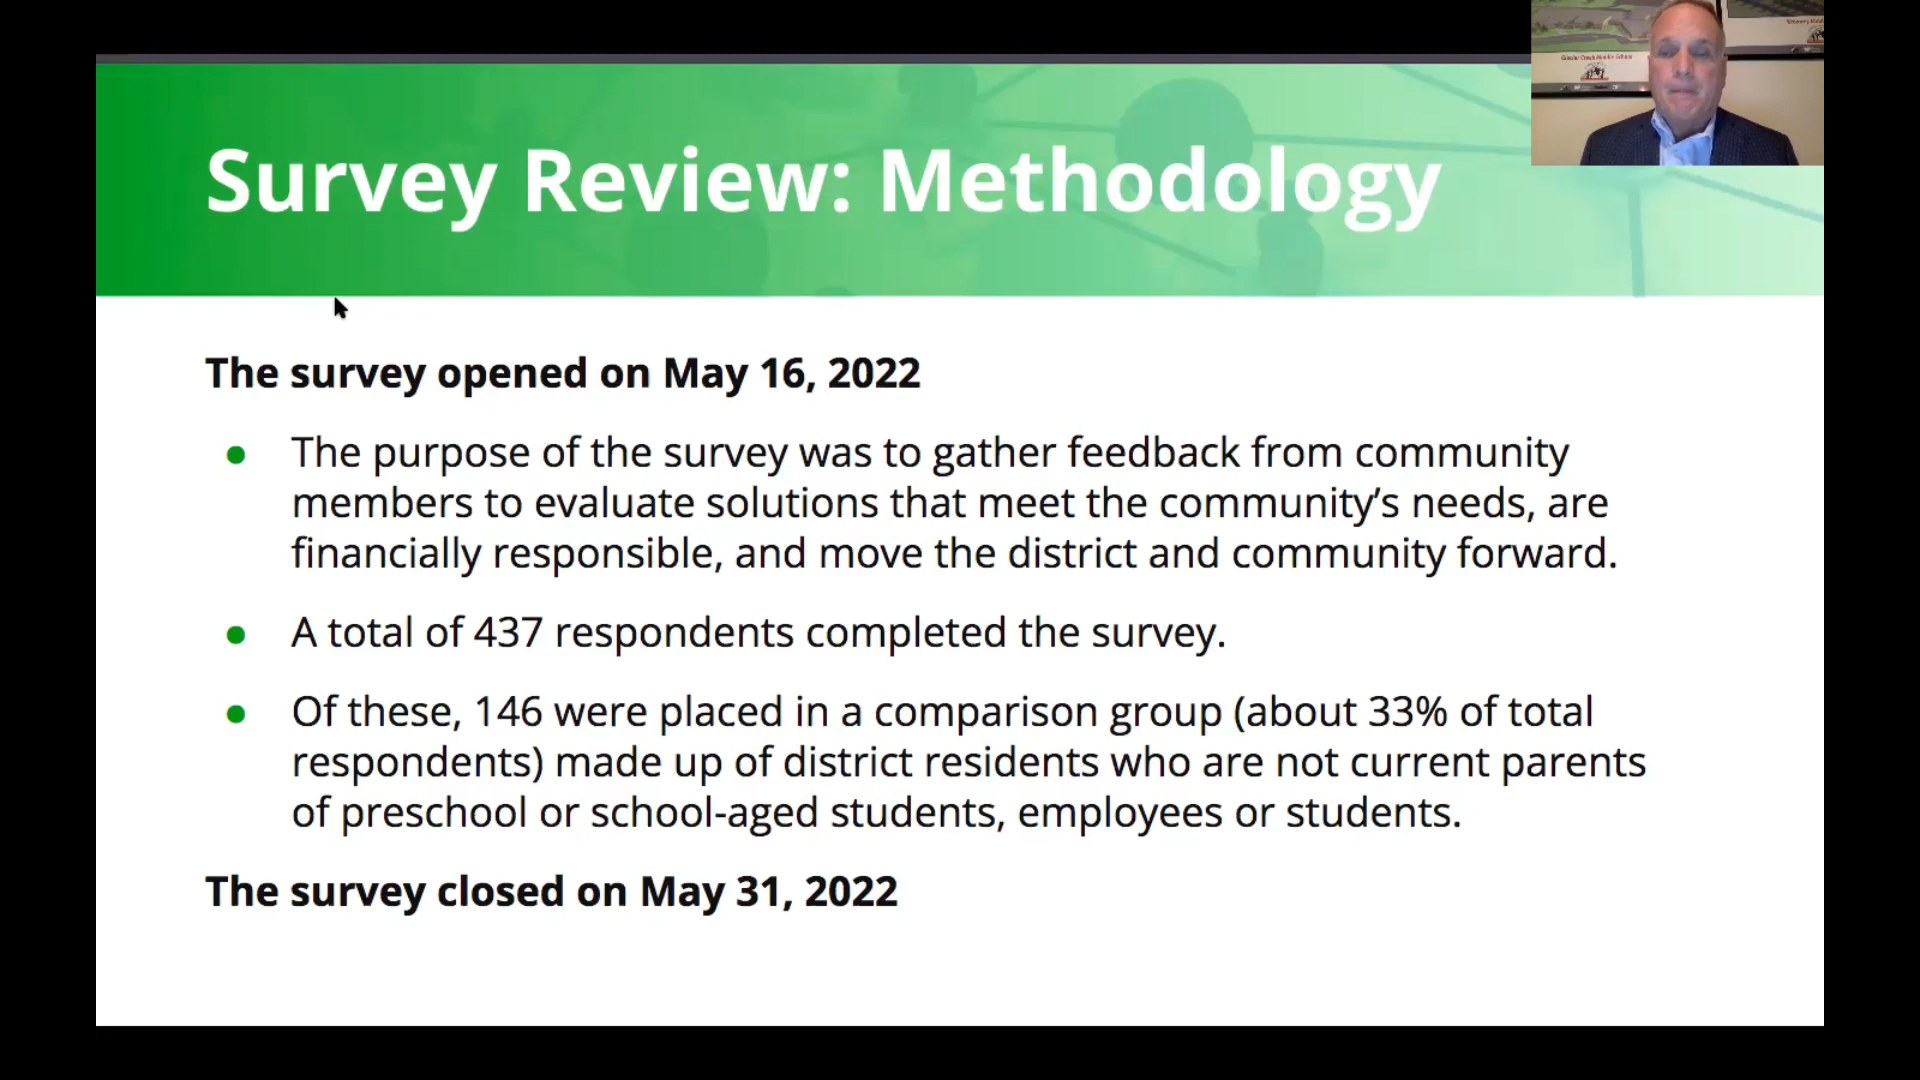 Survey Review: Methodology
The survey opened on May 16, 2022
The purpose of the survey was to gather feedback from community
members to evaluate solutions that meet the community’s needs, are
financially responsible, and move the district and community forward.
A total of 437 respondents completed the survey.
Of these, 146 were placed in a comparison group (about 33% of total
respondents) made up of district residents who are not current parents
of preschool or school-aged students, employees or students.
The survey closed on May 31, 2022